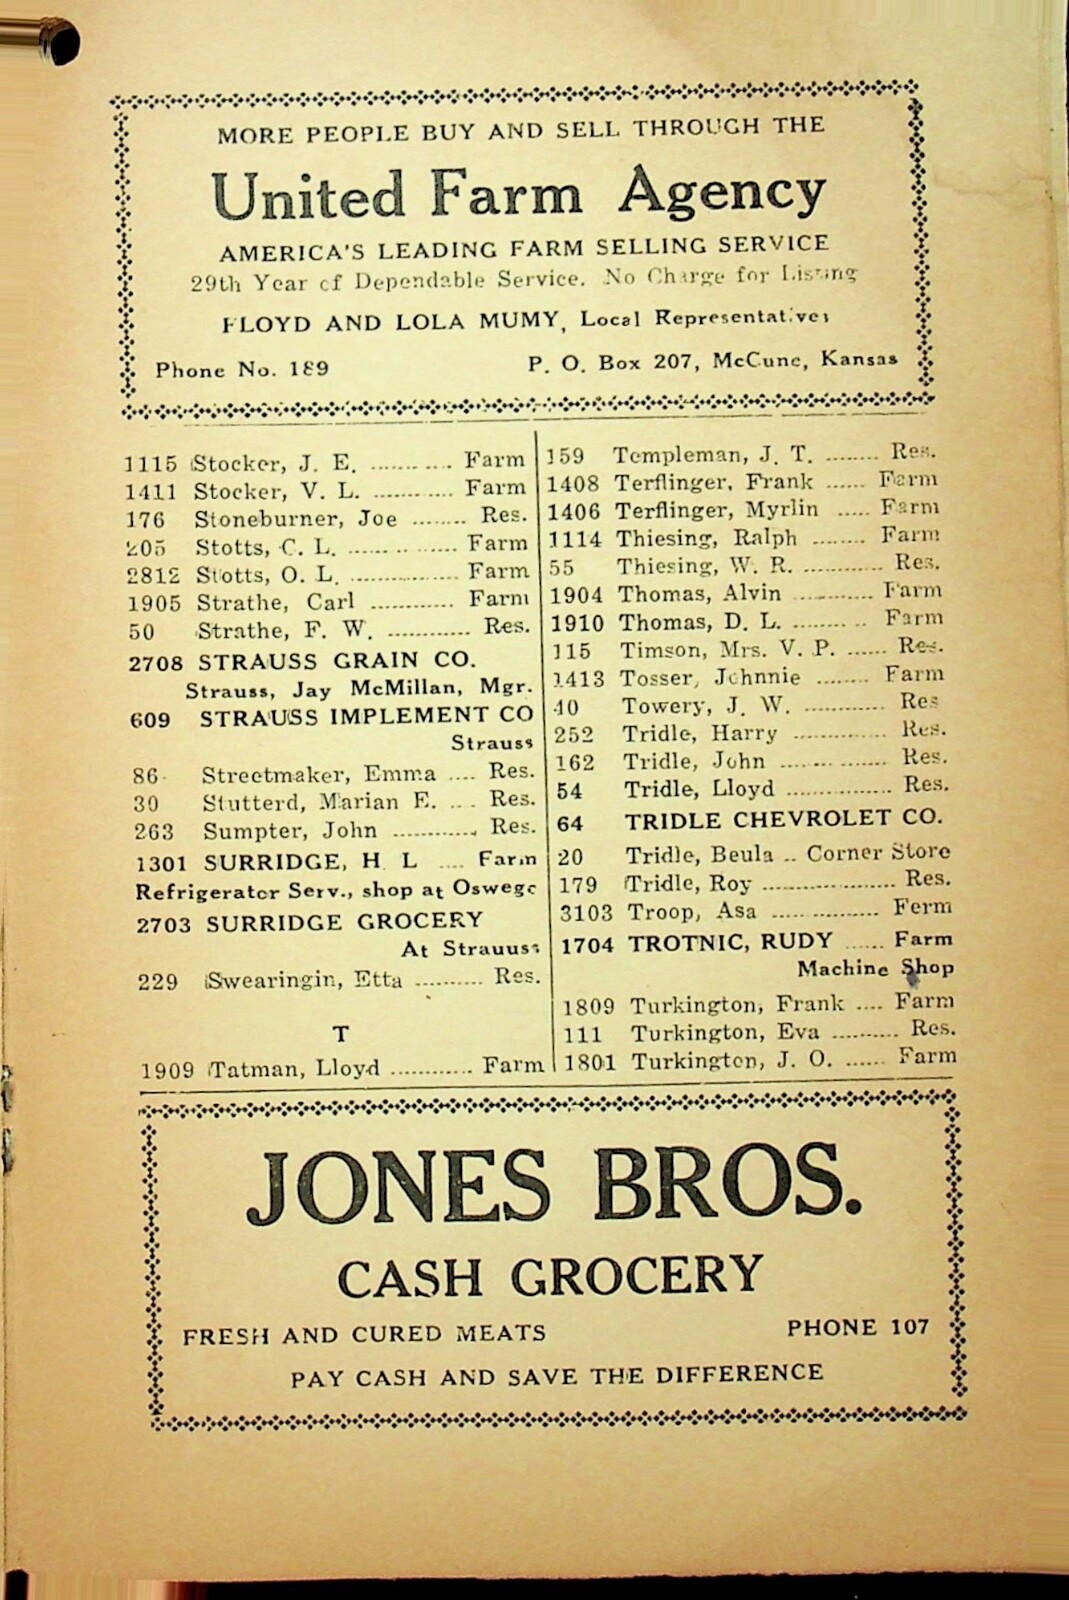 MORE PEOPLE BUY AND SELL THROUGH THE
United Farm Agency
AMERICA'S LEADING FARM SELLING SERVICE
29th Year of Dependable Service. No Charge for Listing
FLOYD AND LOLA MUMY, Local Representatives
Phone No. 189 P. O. Box 207, McCune, Kansas
1115 Stocker, J. E. ............ Farm
1411 Stocker, V. L. ............ Farm
176 Stoneburner, Joe ........ Res.
205 Stotts, C. L. ................ Farm
2812 Stotts, O. L. ................ Farm
1905 Strathe, Carl ............ Farm
50 Strathe, F. W. ............ Res.
2708 STRAUSS GRAIN CO.
Strauss, Jay McMillan, Mgr.
609 STRAUSS IMPLEMENT CO
Strauss
86 Streetmaker, Emma .... Res.
30 Stutterd, Marian E. .... Res.
263 Sumpter, John ............ Res.
1301 SURRIDGE, H L .... Farm
Refrigerator Serv., shop at Oswego
2703 SURRIDGE GROCERY
At Strauuss
229 Swearingin, Etta .......... Res.
T
1909 Tatman, Lloyd ............ Farm
159 Templeman, J. T. ........ Res.
1408 Terflinger, Frank ...... Farm
1406 Terflinger, Myrlin ..... Farm
1114 Thiesing, Ralph ........ Farm
55 Thiesing, W. R. ............ Res.
1904 Thomas, Alvin ............ Farm
1910 Thomas, D. L. ........... Farm
115 Timson, Mrs. V. P. ...... Res.
1413 Tosser, Johnnie ........ Farm
40 Towery, J. W. ............ Res
252 Tridle, Harry .............. Res.
162 Tridle, John ................ Res.
54 Tridle, Lloyd ................ Res.
64 TRIDLE CHEVROLET CO.
20 Tridle, Beula .. Corner Store
179 Tridle, Roy .................... Res.
3103 Troop, Asa ................ Ferm
1704 TROTNIC, RUDY ...... Farm
Machine Shop
1809 Turkington, Frank .... Farm
111 Turkington, Eva .......... Res.
1801 Turkington, J. O. ...... Farm
JONES BROS.
CASH GROCERY
FRESH AND CURED MEATS PHONE 107
PAY CASH AND SAVE THE DIFFERENCE